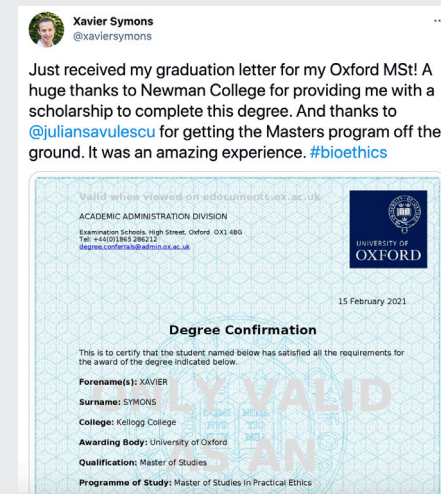 Xavier Symons
@xaviersymons
Just received my graduation letter for my Oxford MSt! A
huge thanks to Newman College for providing me with a
scholarship to complete this degree. And thanks to
@juliansavulescu for getting the Masters program off the
ground. It was an amazing experience. #bioethics
Valid when viewed on edocuments.ox.ac.uk
ACADEMIC ADMINISTRATION DIVISION
Examination Schools, High Street, Oxford OX1 4BG
Tel: +44(0)1865 286212
degree.conferrals@admin.ox.ac.uk
UNIVERSITY OF
OXFORD
15 February 2021
Degree Confirmation
This is to certify that the student named below has satisfied all the requirements for
the award of the degree indicated below.
Forename(s): XAVIER
Surname: SYMONS
College: Kellogg College
Awarding Body: University of Oxford
Qualification: Master of Studies
Programme of Study: Master of Studies in Practical Ethics
ONLY VALID
AS AN